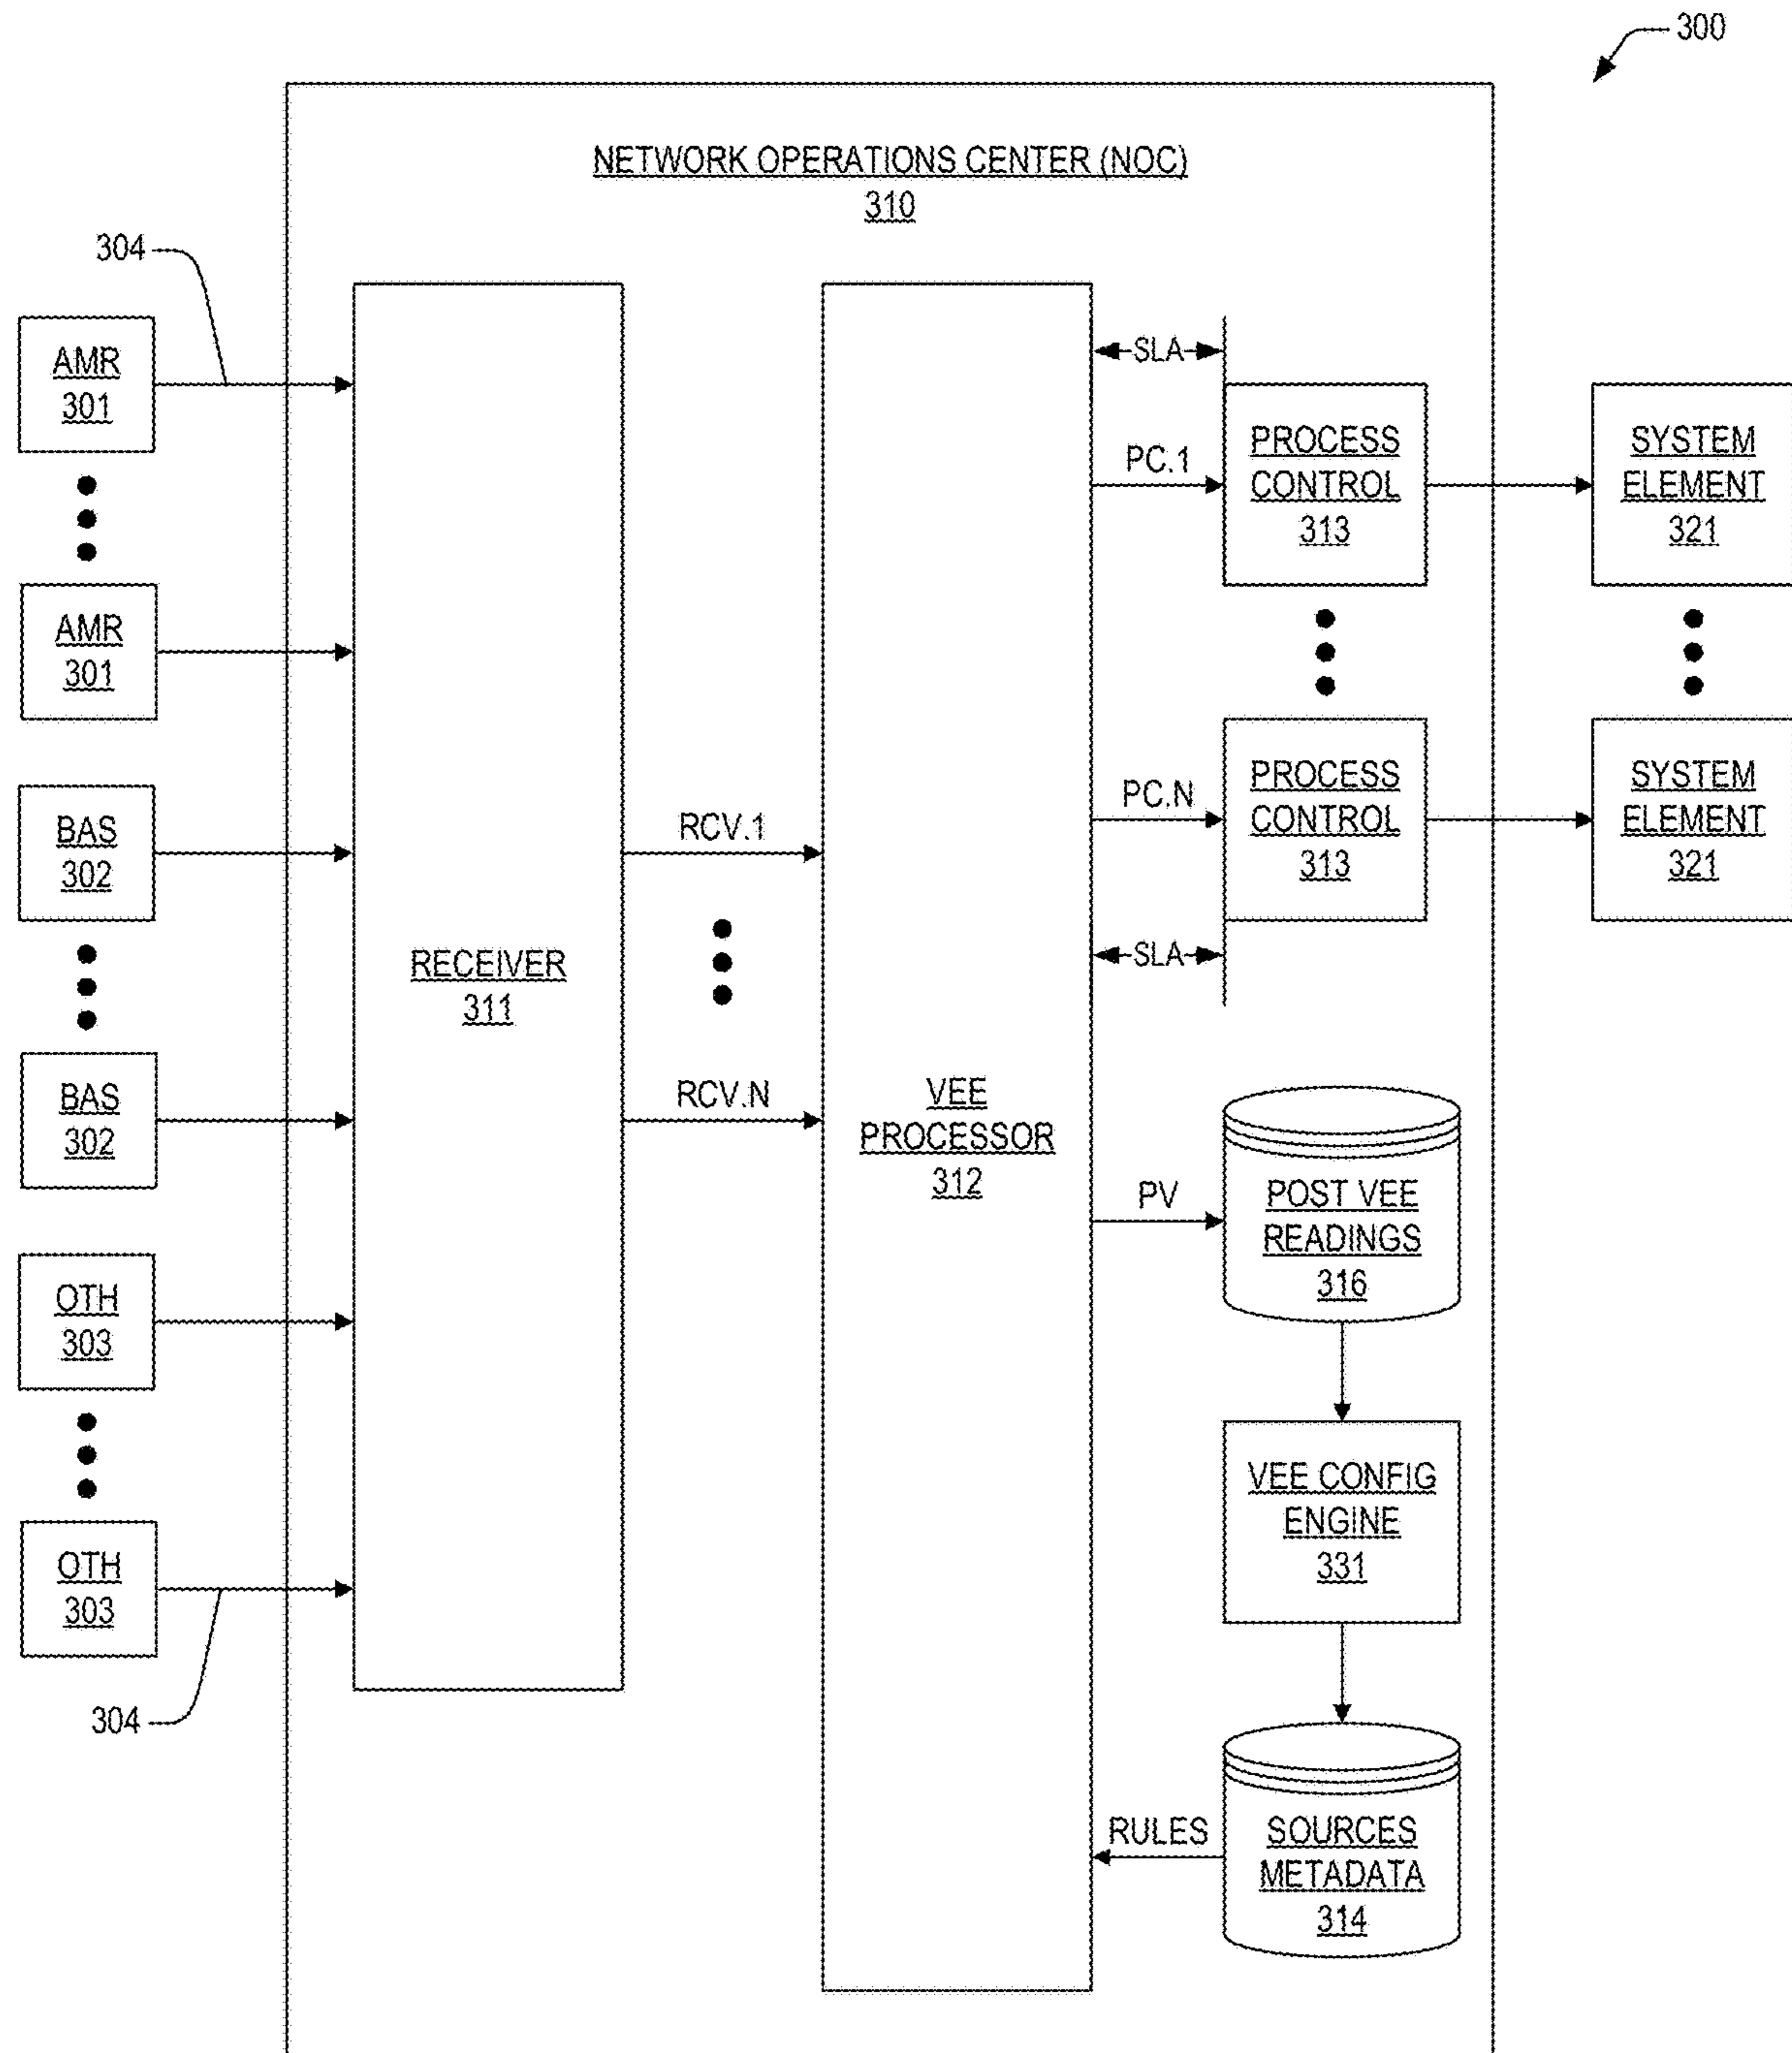 300
NETWORK OPERATIONS CENTER (NOC)
310
304
AMR
301
AMR
301
BAS
302
BAS
302
OTH
303
OTH
303
304
RECEIVER
311
RCV.1
RCV.N
VEE
PROCESSOR
312
SLA
PC.1
PROCESS
CONTROL
313
SYSTEM
ELEMENT
321
PC.N
PROCESS
CONTROL
313
SYSTEM
ELEMENT
321
SLA
PV
POST VEE
READINGS
316
VEE CONFIG
ENGINE
331
RULES
SOURCES
METADATA
314